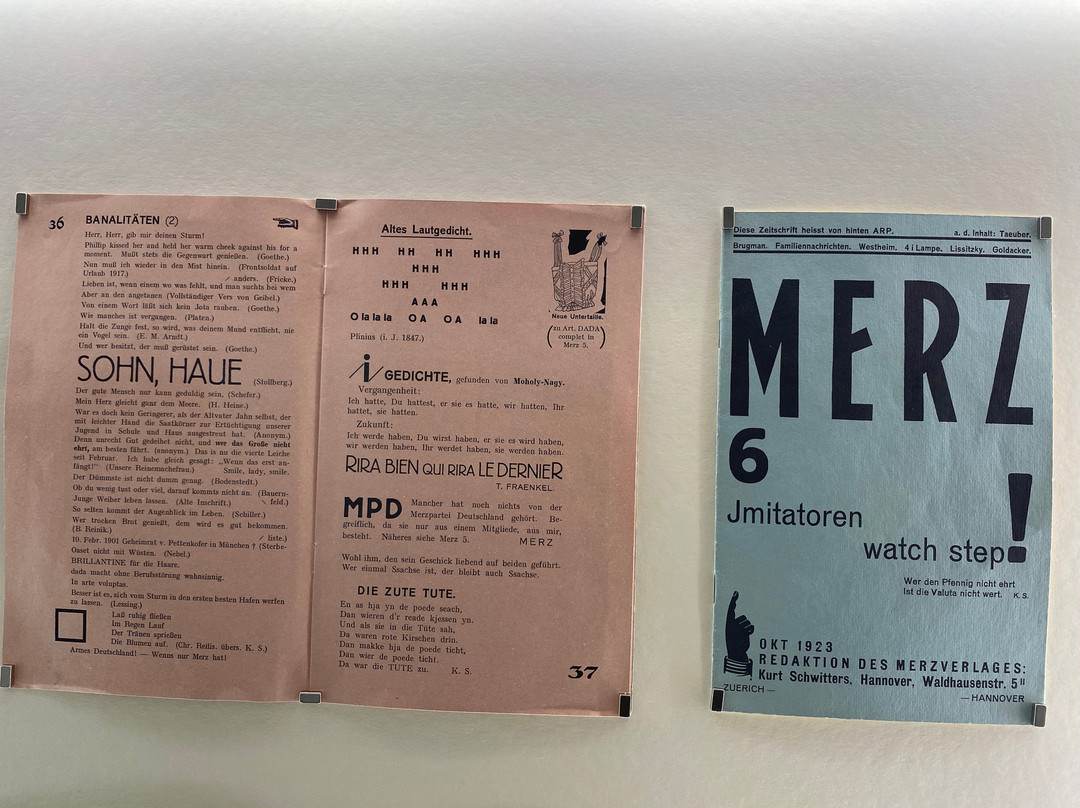 36 BANALITÄTEN (2)
Herr, Herr, gib mir deinen Sturm!
Phillip kissed her and held her warm cheek against his for a
moment. Mußt stets die Gegenwart genießen. (Goethe.)
Nun muß ich wieder in den Mist hinein. (Frontsoldat auf
Urlaub 1917.) / anders. (Fricke.)
Lieben ist, wenn einem wo was fehlt, und man suchts bei wem
Aber an den angetanen (Vollständiger Vers von Geibel.)
Von einem Wort läßt sich kein Jota rauben. (Goethe.)
Wie manches ist vergangen. (Platen.)
Halt die Zunge fest, so wird, was deinem Mund entflieht, nie
ein Vogel sein. (E. M. Arndt.)
Und wer besitzt, der muß gerüstet sein. (Goethe.)
SOHN, HAUE (Stollberg.)
Der gute Mensch nur kann geduldig sein. (Schefer.)
Mein Herz gleicht ganz dem Meere. (H. Heine.)
War es doch kein Geringerer, als der Altvater Jahn selbst, der
mit leichter Hand die Saatkörner zur Ertüchtigung unserer
Jugend in Schule und Haus ausgestreut hat. (Anonym.)
Denn unrecht Gut gedeihet nicht, und wer das Große nicht
ehrt, am besten fährt. (anonym.) Das is nu die vierte Leiche
seit Februar. Ich habe gleich gesagt: „Wenn das erst an-
fängt!" (Unsere Reinemachefrau.) Smile, lady, smile.
Der Dümmste ist nicht dumm genug. (Bodenstedt.)
Ob du wenig tust oder viel, darauf kommts nicht an. (Bauern-
Junge Weiber leben lassen. (Alte Inschrift.) \ feld.)
So selten kommt der Augenblick im Leben. (Schiller.)
Wer trocken Brot genießt, dem wird es gut bekommen.
(B. Reinik.) / liste.)
10. Febr. 1901 Geheimrat v. Pettenkofer in München † (Sterbe-
Oaset nicht mit Wüsten. (Nebel.)
BRILLANTINE für die Haare.
dada macht ohne Berufsstörung wahnsinnig.
In arte voluptas.
Besser ist es, sich vom Sturm in den ersten besten Hafen werfen
zu lassen. (Lessing.)
Laß ruhig fließen
Im Regen Lauf
Der Tränen sprießen
Die Blumen auf. (Chr. Reills. übers. K. S.)
Armes Deutschland! — Wenns nur Merz hat!
Altes Lautgedicht.
HHH HH HH HHH
HHH
HHH HHH
AAA
O la la la la OA OA la la
Plinius (i. J. 1847.)
Neue Untertaille.
(zu Art. DADA
complet in
Merz 5.)
i GEDICHTE, gefunden von Moholy-Nagy.
Vergangenheit:
Ich hatte, Du hattest, er sie es hatte, wir hatten, Ihr
hattet, sie hatten.
Zukunft:
Ich werde haben, Du wirst haben, er sie es wird haben,
wir werden haben, Ihr werdet haben, sie werden haben.
RIRA BIEN QUI RIRA LE DERNIER
T. FRAENKEL.
MPD Mancher hat noch nichts von der
Merzpartei Deutschland gehört. Be-
greiflich, da sie nur aus einem Mitgliede, aus mir,
besteht. Näheres siehe Merz 5. MERZ
Wohl ihm, den sein Geschick liebend auf beiden geführt.
Wer eiumal Ssachse ist, der bleibt auch Ssachse.
DIE ZUTE TUTE.
En as hja yn de poede seach,
Dan wieren d'r reade kjessen yn.
Und als sie in die Tüte sah,
Da waren rote Kirschen drin.
Dan makke hja de poede ticht,
Dan wier de poede ticht.
Da war die TUTE zu. K. S.
37
Diese Zeitschrift heisst von hinten ARP. a. d. Inhalt: Taeuber.
Brugman. Familiennachrichten. Westheim. 4 i Lampe. Lissitzky. Goldacker.
MERZ
6
Jmitatoren
watch step!
Wer den Pfennig nicht ehrt
Ist die Valuta nicht wert. K. S.
OKT 1923
REDAKTION DES MERZVERLAGES:
Kurt Schwitters, Hannover, Waldhausenstr. 5II
ZUERICH —
— HANNOVER